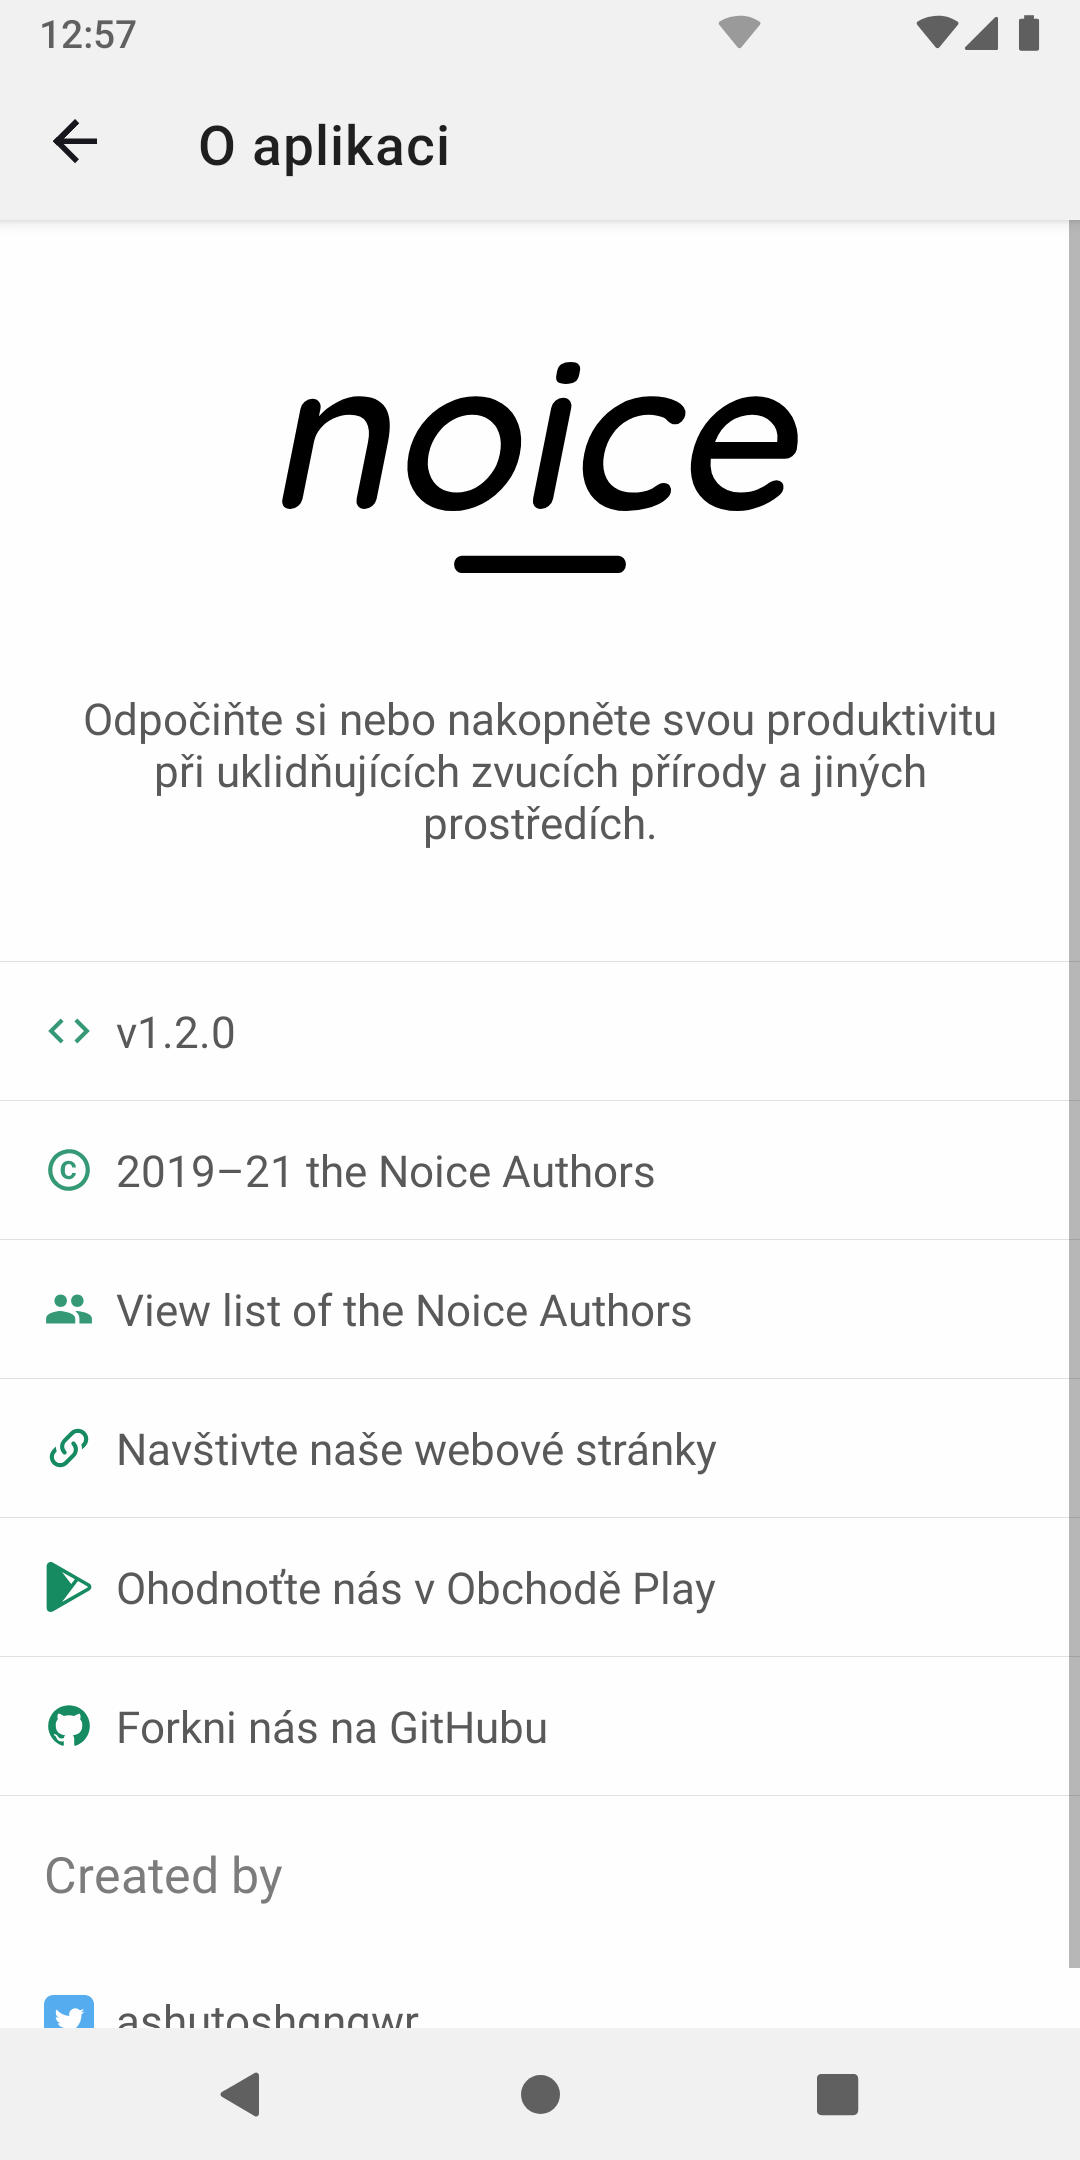 12:57
O aplikaci
noice
Odpočiňte si nebo nakopněte svou produktivitu
při uklidňujících zvucích přírody a jiných
prostředích.
v1.2.0
2019–21 the Noice Authors
View list of the Noice Authors
Navštivte naše webové stránky
Ohodnoťte nás v Obchodě Play
Forkni nás na GitHubu
Created by
ashutoshgngwr